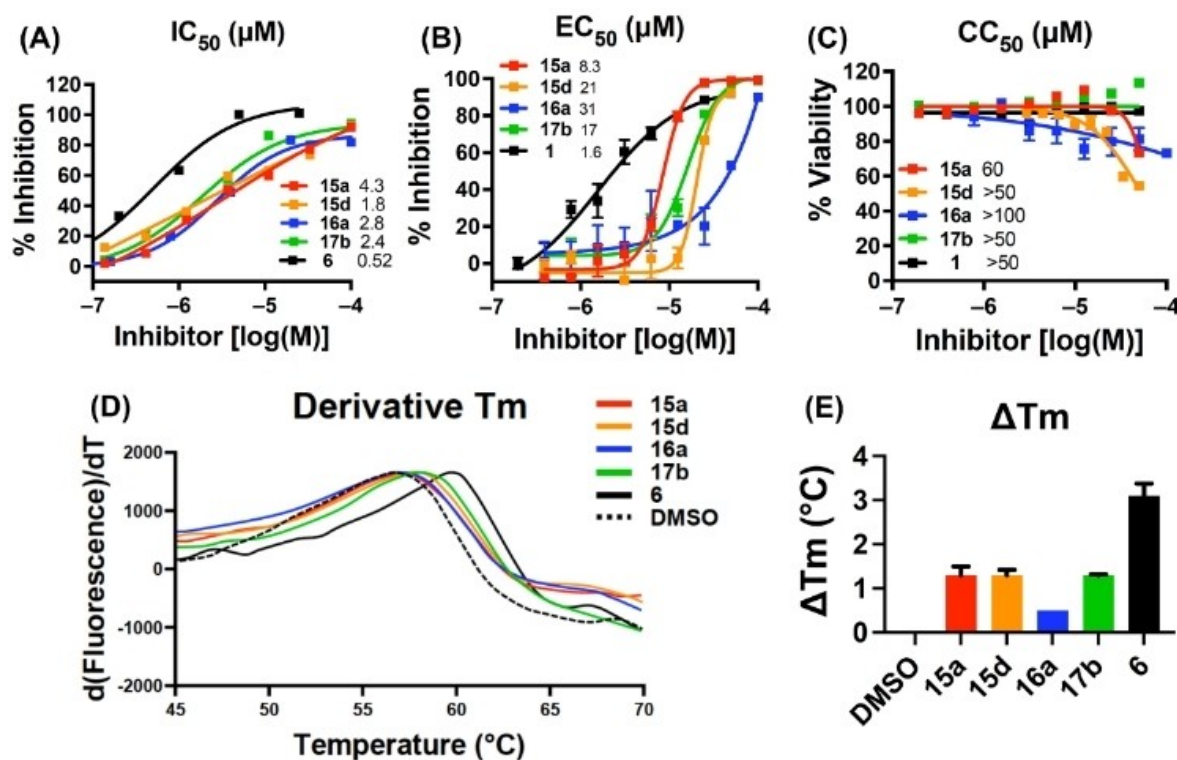 (A) IC50 (µM)
% Inhibition
120
100
80
60
40
20
0
15a 4.3
15d 1.8
16a 2.8
17b 2.4
6 0.52
–7 –6 –5 –4
Inhibitor [log(M)]
(B) EC50 (µM)
% Inhibition
100
80
60
40
20
0
15a 8.3
15d 21
16a 31
17b 17
1 1.6
–7 –6 –5 –4
Inhibitor [log(M)]
(C) CC50 (µM)
% Viability
120
100
80
60
40
20
0
15a 60
15d >50
16a >100
17b >50
1 >50
–7 –6 –5 –4
Inhibitor [log(M)]
(D) Derivative Tm
d(Fluorescence)/dT
2000
1000
0
-1000
-2000
45 50 55 60 65 70
Temperature (°C)
15a
15d
16a
17b
6
DMSO
(E) ΔTm
ΔTm (°C)
4
3
2
1
0
DMSO 15a 15d 16a 17b 6